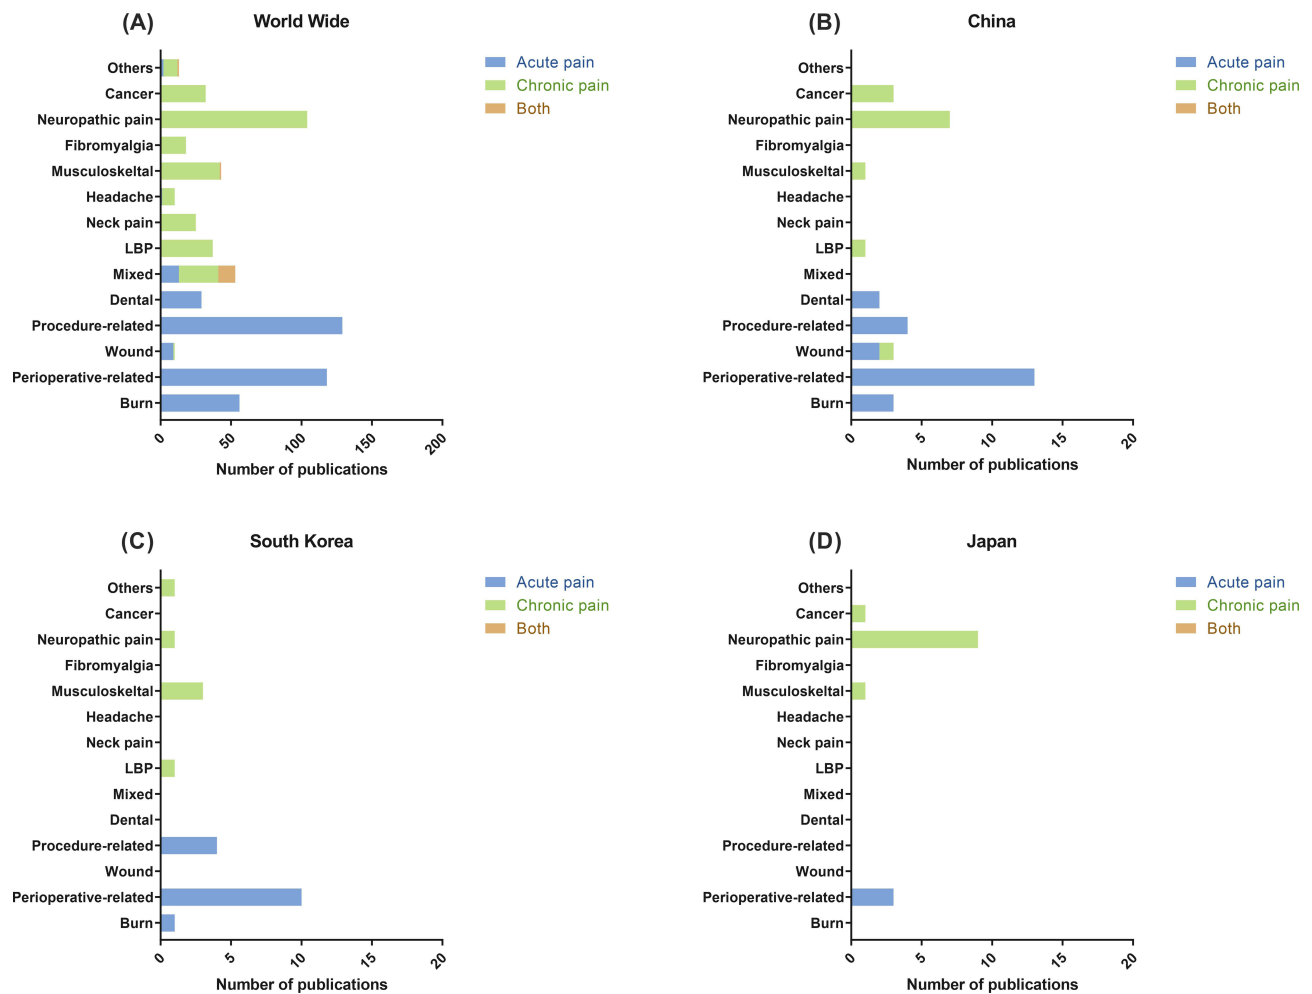 (A) World Wide
Acute pain
Chronic pain
Both
Others
Cancer
Neuropathic pain
Fibromyalgia
Musculoskeltal
Headache
Neck pain
LBP
Mixed
Dental
Procedure-related
Wound
Perioperative-related
Burn
0 50 100 150 200
Number of publications
(B) China
Acute pain
Chronic pain
Both
Others
Cancer
Neuropathic pain
Fibromyalgia
Musculoskeltal
Headache
Neck pain
LBP
Mixed
Dental
Procedure-related
Wound
Perioperative-related
Burn
0 5 10 15 20
Number of publications
(C) South Korea
Acute pain
Chronic pain
Both
Others
Cancer
Neuropathic pain
Fibromyalgia
Musculoskeltal
Headache
Neck pain
LBP
Mixed
Dental
Procedure-related
Wound
Perioperative-related
Burn
0 5 10 15 20
Number of publications
(D) Japan
Acute pain
Chronic pain
Both
Others
Cancer
Neuropathic pain
Fibromyalgia
Musculoskeltal
Headache
Neck pain
LBP
Mixed
Dental
Procedure-related
Wound
Perioperative-related
Burn
0 5 10 15 20
Number of publications